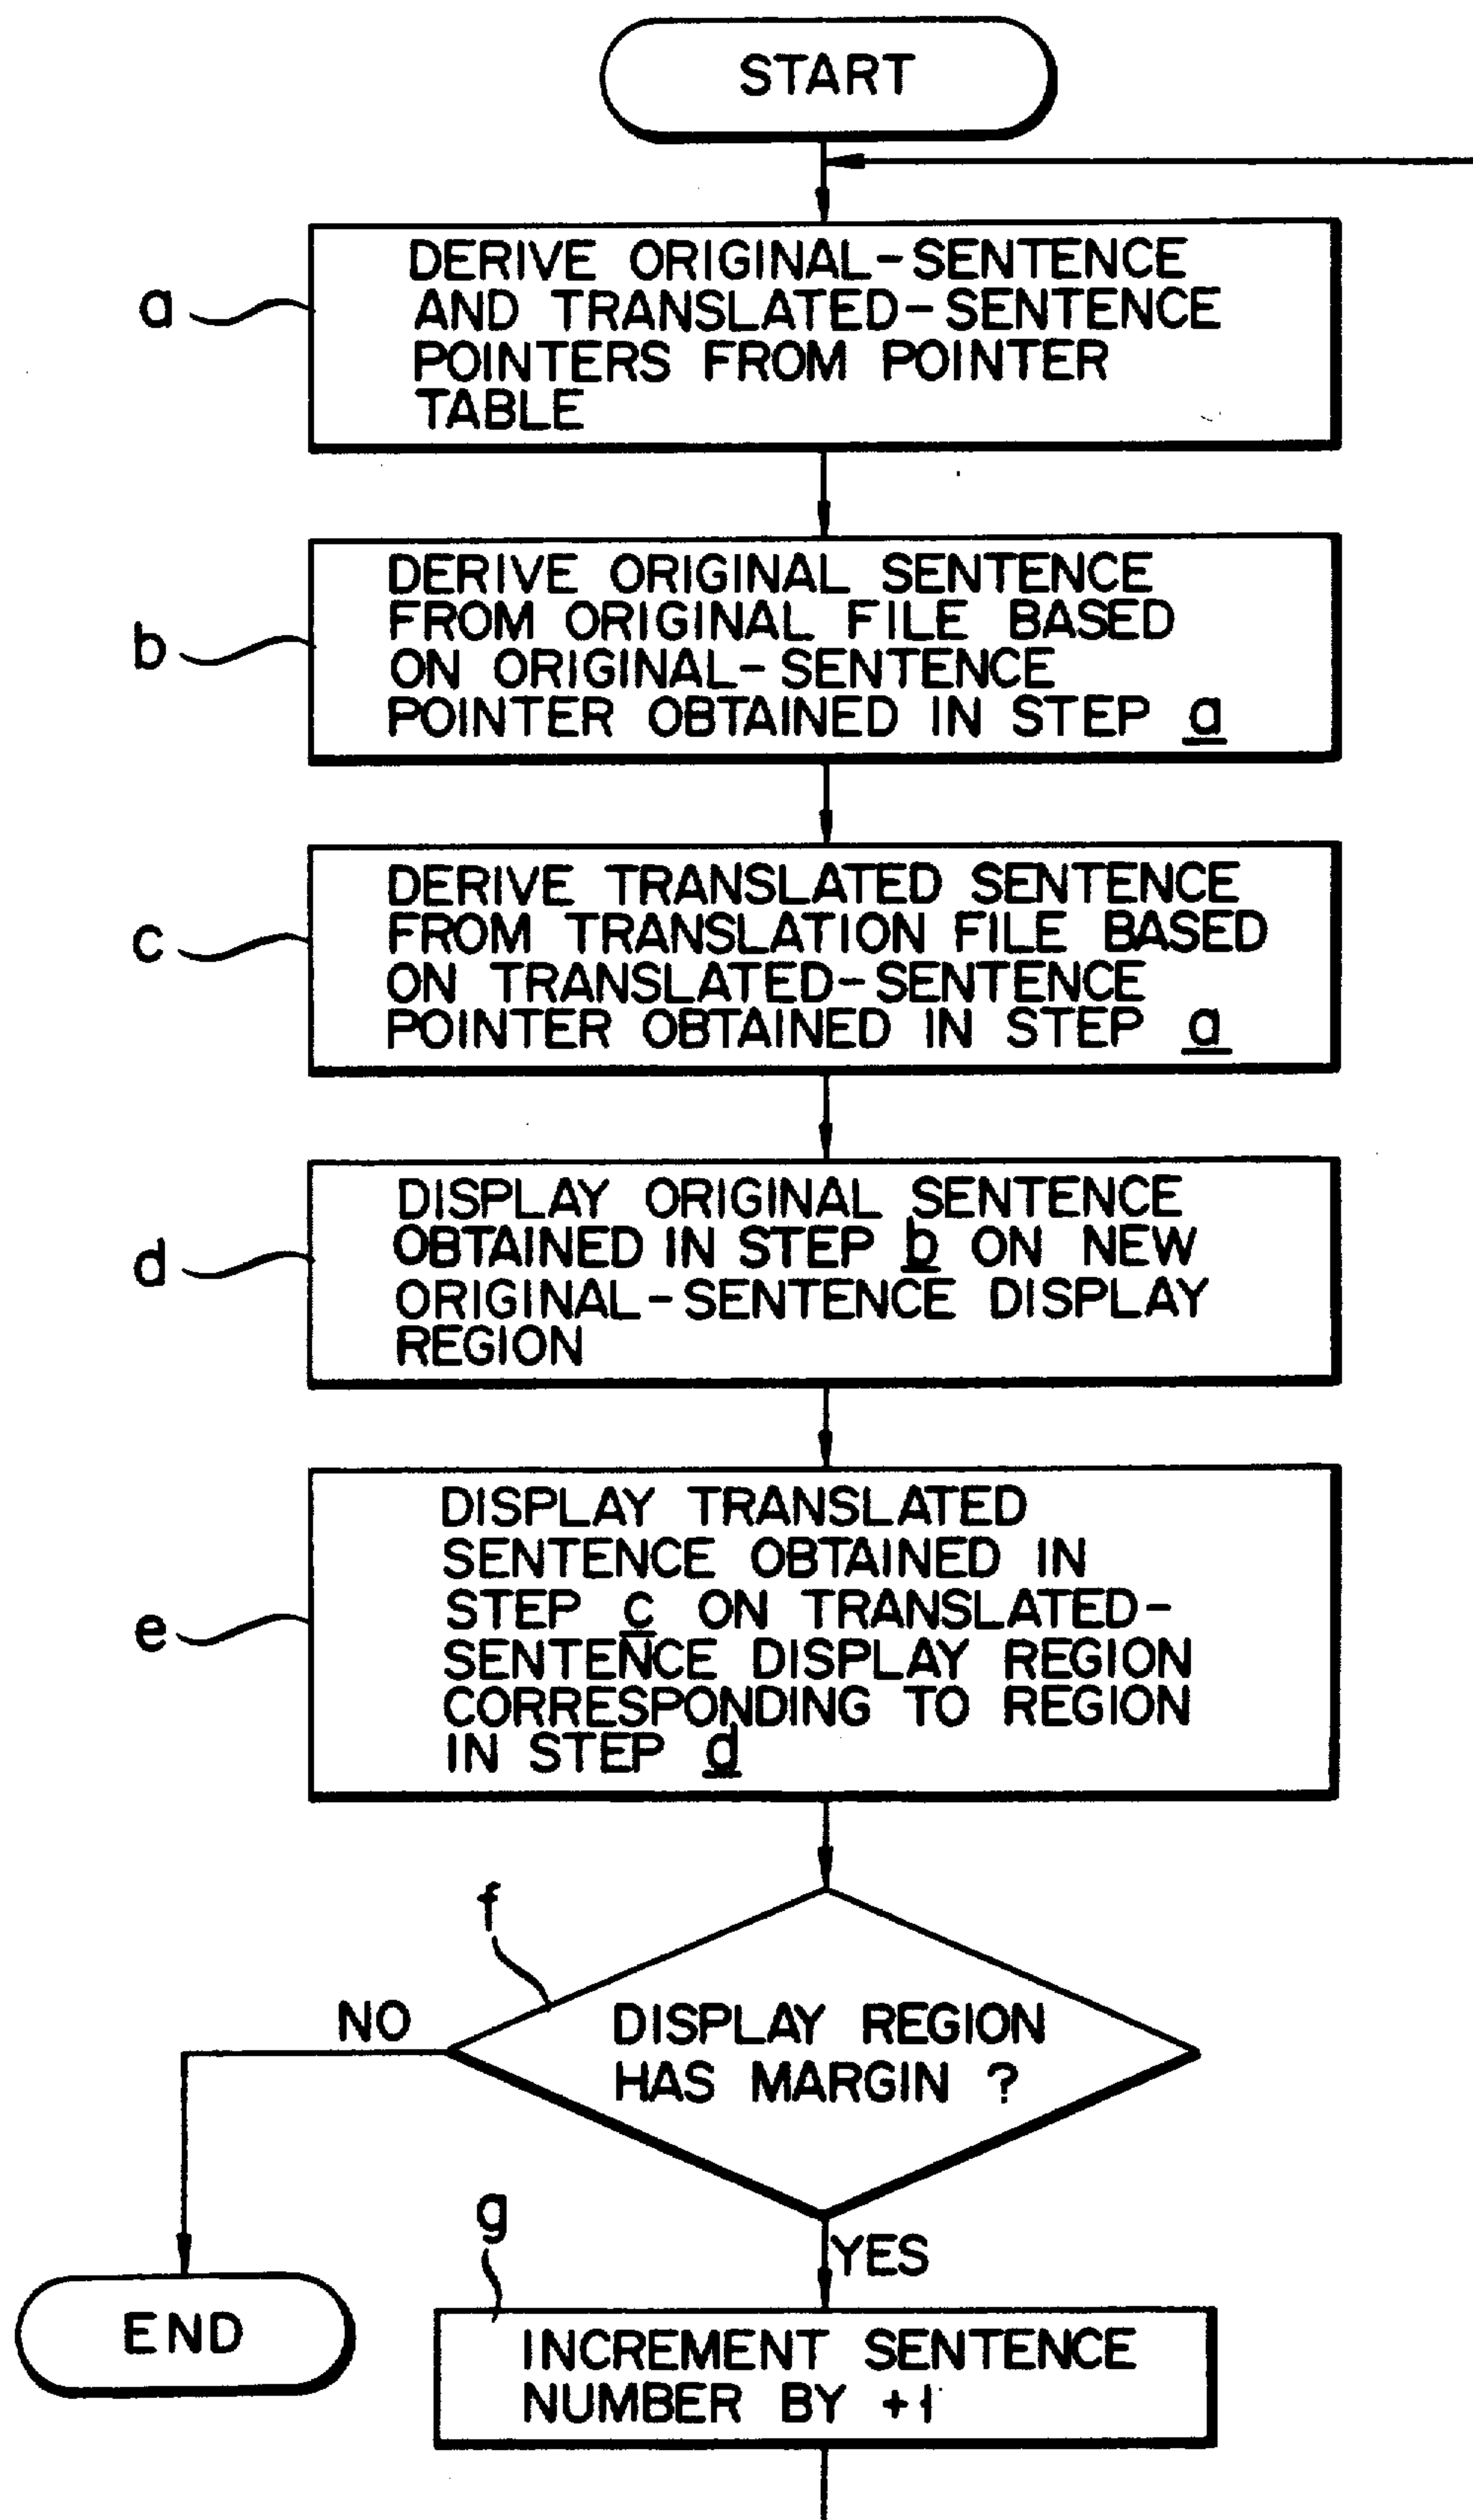 START
a
DERIVE ORIGINAL-SENTENCE
AND TRANSLATED-SENTENCE
POINTERS FROM POINTER
TABLE
b
DERIVE ORIGINAL SENTENCE
FROM ORIGINAL FILE BASED
ON ORIGINAL-SENTENCE
POINTER OBTAINED IN STEP a
c
DERIVE TRANSLATED SENTENCE
FROM TRANSLATION FILE BASED
ON TRANSLATED-SENTENCE
POINTER OBTAINED IN STEP a
d
DISPLAY ORIGINAL SENTENCE
OBTAINED IN STEP b ON NEW
ORIGINAL-SENTENCE DISPLAY
REGION
e
DISPLAY TRANSLATED
SENTENCE OBTAINED IN
STEP c ON TRANSLATED-
SENTENCE DISPLAY REGION
CORRESPONDING TO REGION
IN STEP d
f
NO
DISPLAY REGION
HAS MARGIN ?
YES
g
END
INCREMENT SENTENCE
NUMBER BY +1